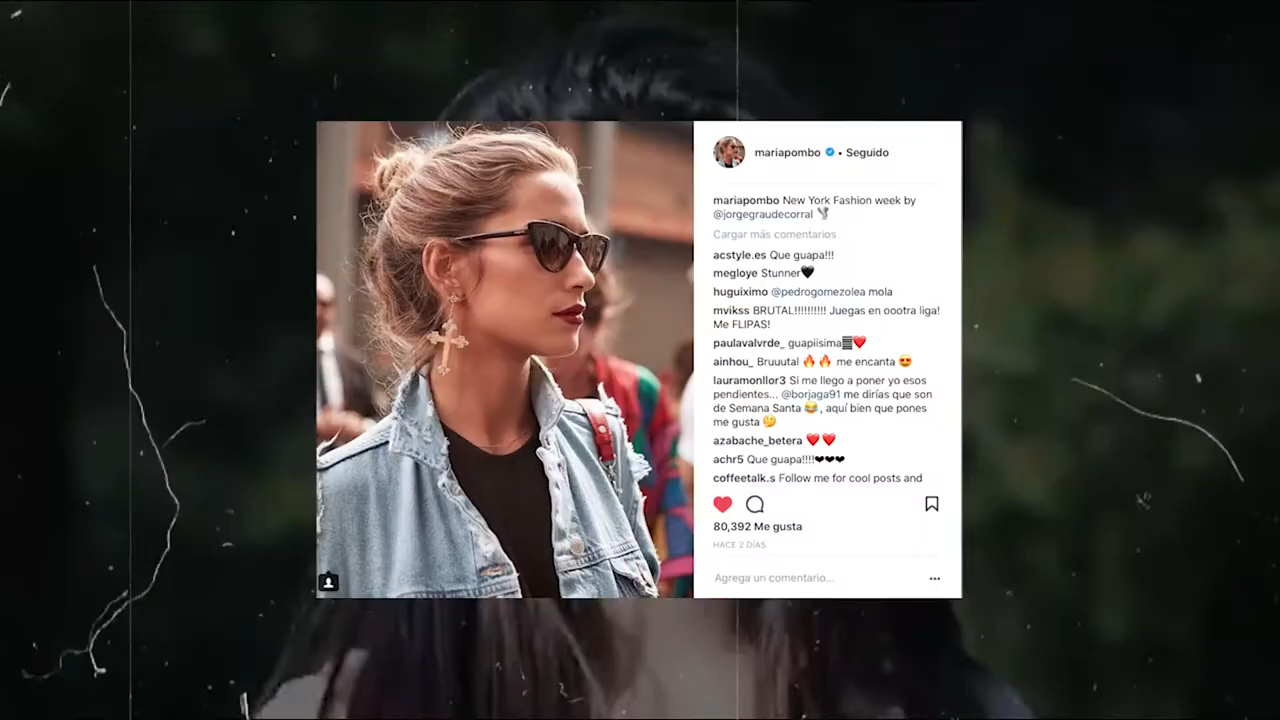 mariapombo • Seguido
mariapombo New York Fashion week by
@jorgegraudecorral
Cargar más comentarios
acstyle.es Que guapa!!!
megloye Stunner🖤
huguiximo @pedrogomezolea mola
mvikss BRUTAL!!!!!!!!!! Juegas en oootra liga!
Me FLIPAS!
paulavalvrde_ guapiisima❤️
ainhou_ Bruuutal 🔥🔥 me encanta 😍
lauramonllor3 Si me llego a poner yo esos
pendientes... @borjaga91 me dirías que son
de Semana Santa 😂, aquí bien que pones
me gusta 🤔
azabache_betera ❤️❤️
achr5 Que guapa!!!!❤❤❤
coffeetalk.s Follow me for cool posts and
80,392 Me gusta
HACE 2 DÍAS
Agrega un comentario...